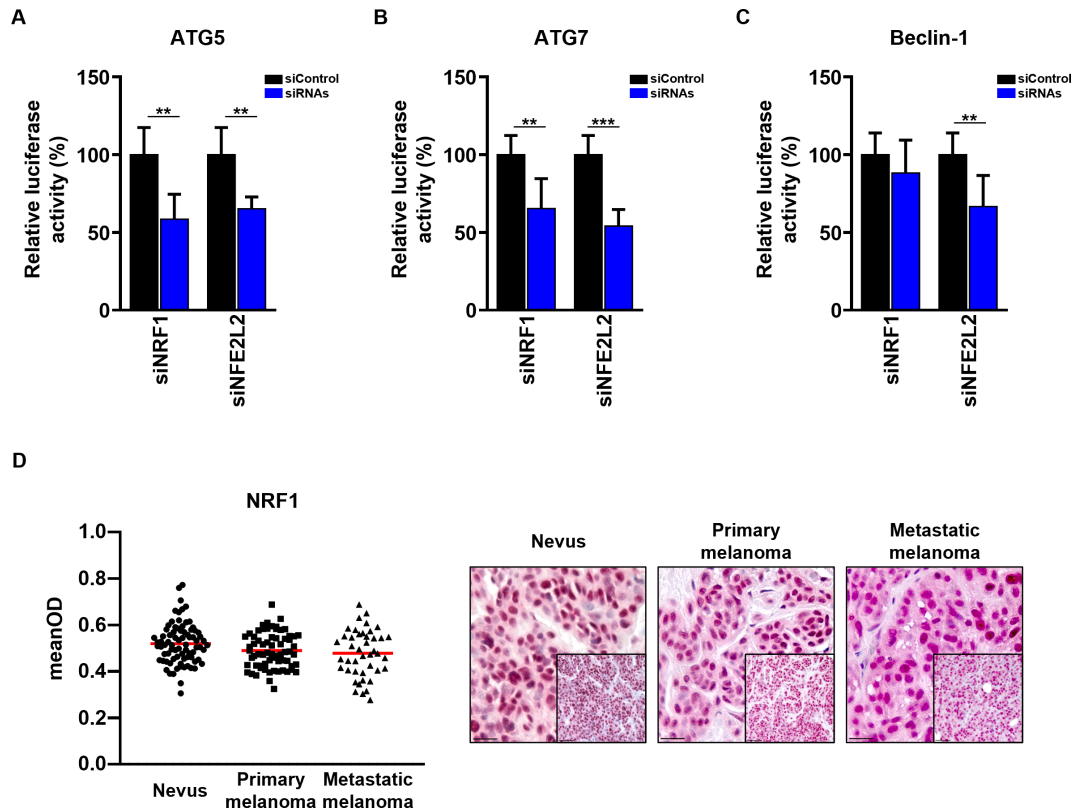 A
ATG5
Relative luciferase
activity (%)
150
100
50
0
siControl
siRNAs
**
**
siNRF1
siNFE2L2
B
ATG7
Relative luciferase
activity (%)
150
100
50
0
siControl
siRNAs
**
***
siNRF1
siNFE2L2
C
Beclin-1
Relative luciferase
activity (%)
150
100
50
0
siControl
siRNAs
**
siNRF1
siNFE2L2
D
NRF1
meanOD
1.0
0.8
0.6
0.4
0.2
0.0
Nevus
Primary
melanoma
Metastatic
melanoma
Nevus
Primary
melanoma
Metastatic
melanoma